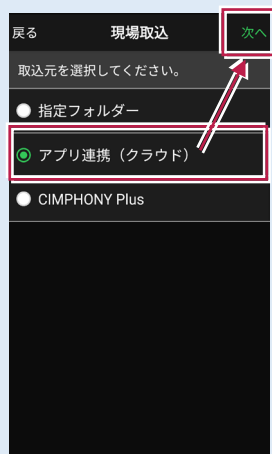 戻る 現場取込 次へ
取込元を選択してください。
指定フォルダー
アプリ連携（クラウド）
CIMPHONY Plus